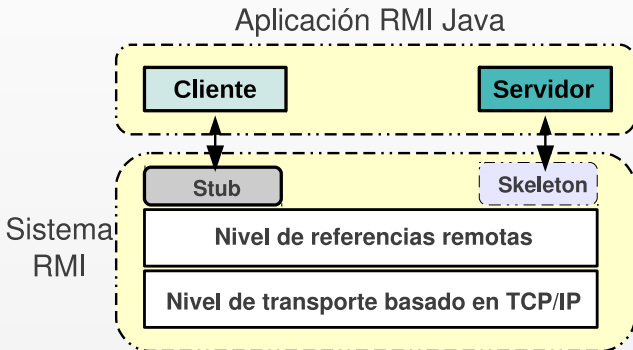 Aplicación RMI Java
Cliente
Servidor
Stub
Skeleton
Sistema
RMI
Nivel de referencias remotas
Nivel de transporte basado en TCP/IP